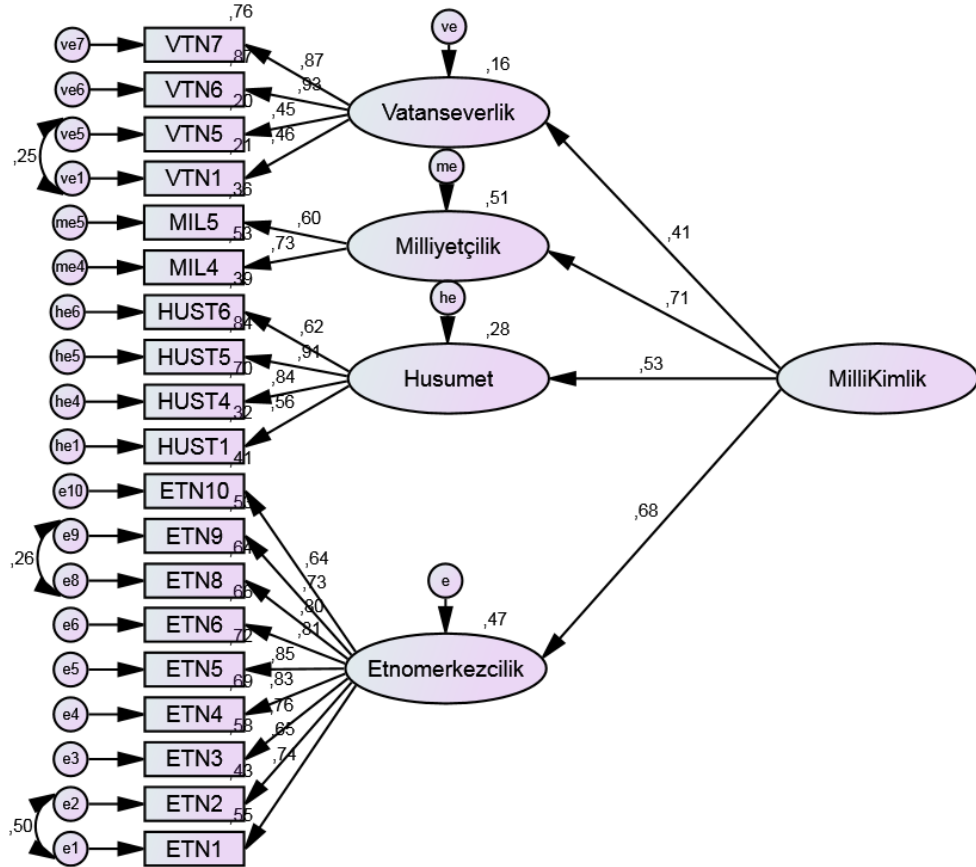 ,76
ve7 VTN7
,87
ve
,16
,87
ve6 VTN6
,93
Vatanseverlik
,20
,45
ve5 VTN5
,21
,46
,25
ve1 VTN1
me
,36
,51
me5 MIL5
,60
,41
,53
,73
Milliyetçilik
me4 MIL4
,39
he
,71
he6 HUST6
,84
,62
,28
he5 HUST5
,91
,70
Husumet
,53
MilliKimlik
,84
he4 HUST4
,32
,56
he1 HUST1
,41
e10 ETN10
,68
e9 ETN9
,64
,26
,64
,73
e8 ETN8
,80
e
,66
,81
e6 ETN6
,47
,72
,85
e5 ETN5
Etnomerkezcilik
,69
,83
e4 ETN4
,76
,58
,65
e3 ETN3
,74
,43
e2 ETN2
,55
,50
e1 ETN1